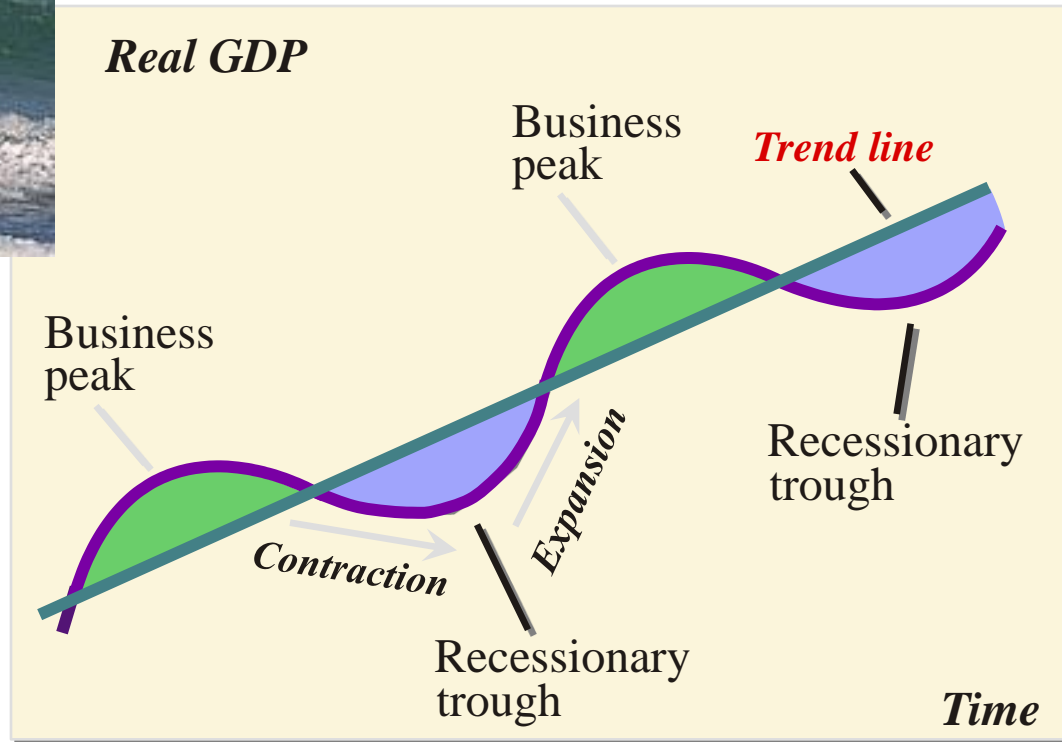 Real GDP
Business
peak
Trend line
Business
peak
Contraction
Expansion
Recessionary
trough
Recessionary
trough
Time